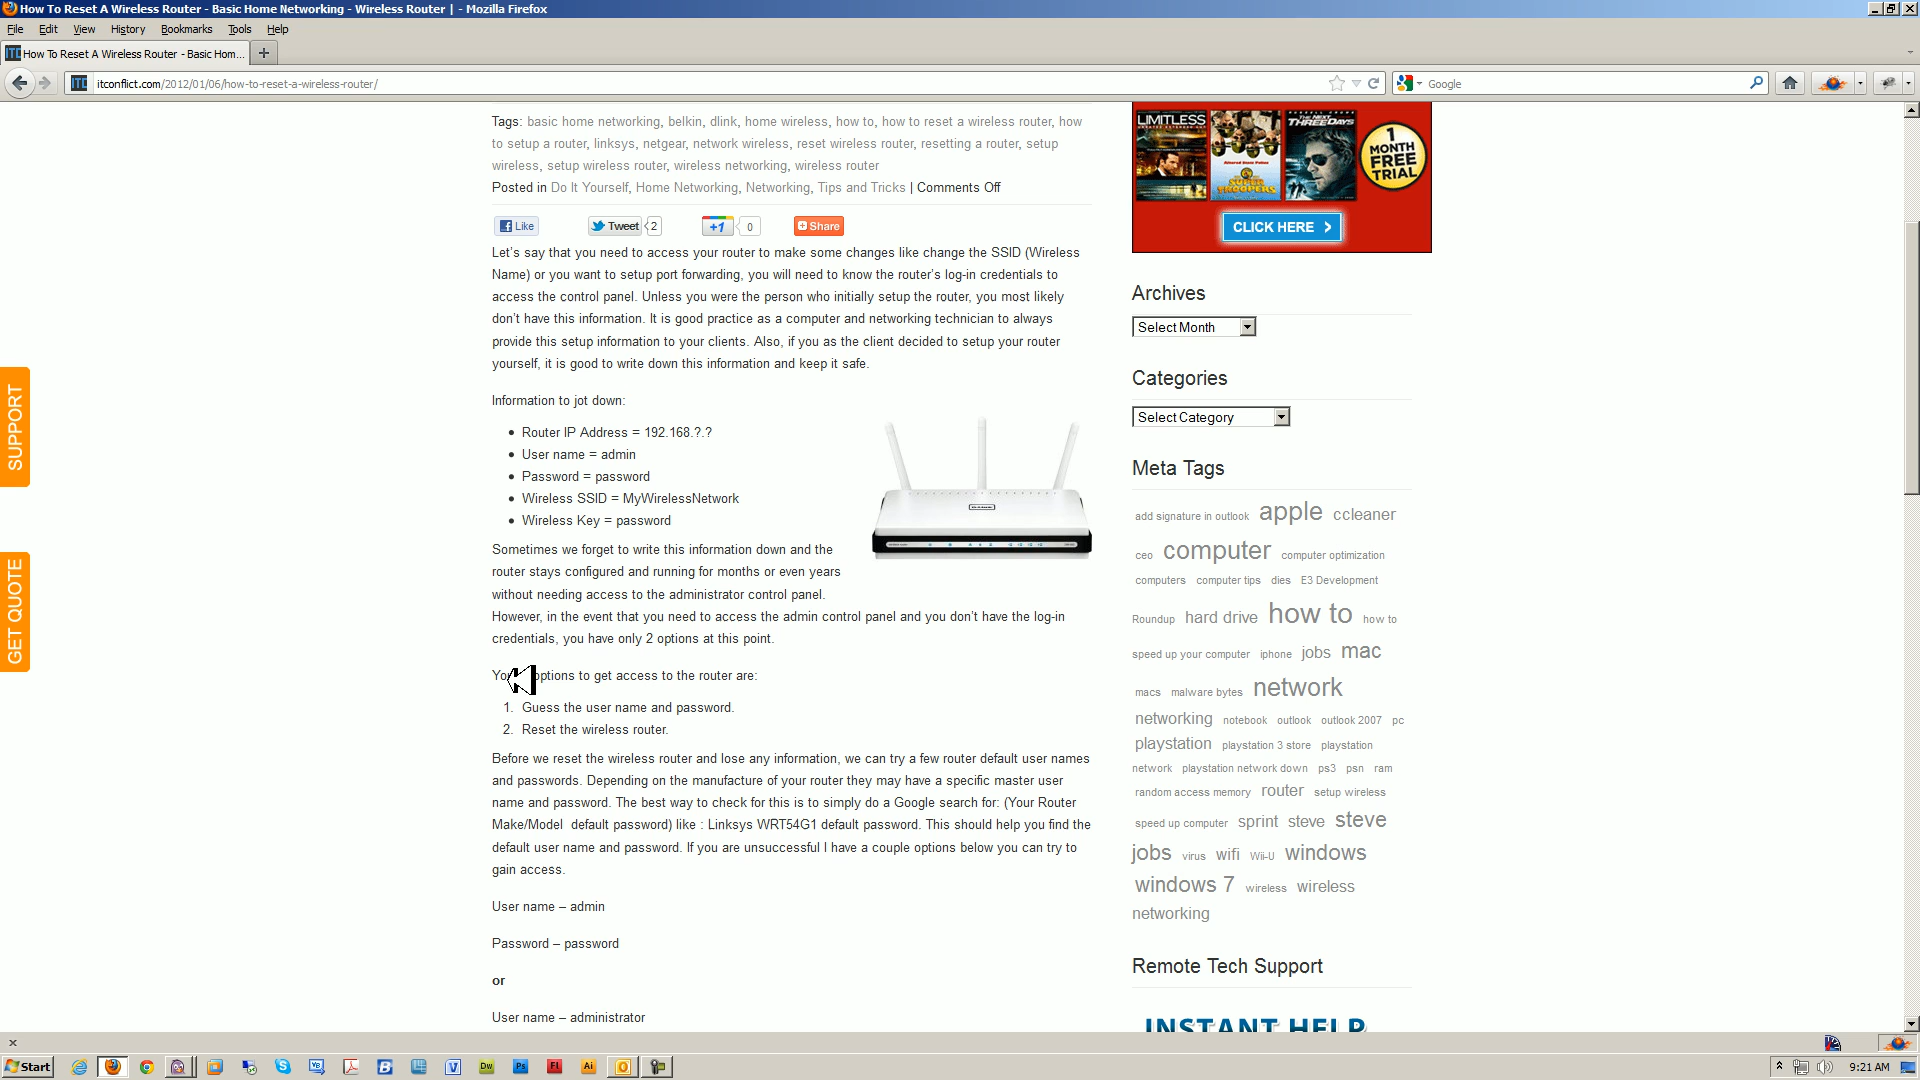 How To Reset A Wireless Router - Basic Home Networking - Wireless Router | - Mozilla Firefox
File Edit View History Bookmarks Tools Help
How To Reset A Wireless Router - Basic Hom...
itconflict.com/2012/01/06/how-to-reset-a-wireless-router/
Google
Tags: basic home networking, belkin, dlink, home wireless, how to, how to reset a wireless router, how
to setup a router, linksys, netgear, network wireless, reset wireless router, resetting a router, setup
wireless, setup wireless router, wireless networking, wireless router
Posted in Do It Yourself, Home Networking, Networking, Tips and Tricks | Comments Off
Like
Tweet 2
+1 0
Share
Let's say that you need to access your router to make some changes like change the SSID (Wireless
Name) or you want to setup port forwarding, you will need to know the router's log-in credentials to
access the control panel. Unless you were the person who initially setup the router, you most likely
don't have this information. It is good practice as a computer and networking technician to always
provide this setup information to your clients. Also, if you as the client decided to setup your router
yourself, it is good to write down this information and keep it safe.
Information to jot down:
Router IP Address = 192.168.?.?
User name = admin
Password = password
Wireless SSID = MyWirelessNetwork
Wireless Key = password
Sometimes we forget to write this information down and the
router stays configured and running for months or even years
without needing access to the administrator control panel.
However, in the event that you need to access the admin control panel and you don't have the log-in
credentials, you have only 2 options at this point.
options to get access to the router are:
1. Guess the user name and password.
2. Reset the wireless router.
Before we reset the wireless router and lose any information, we can try a few router default user names
and passwords. Depending on the manufacture of your router they may have a specific master user
name and password. The best way to check for this is to simply do a Google search for: (Your Router
Make/Model default password) like : Linksys WRT54G1 default password. This should help you find the
default user name and password. If you are unsuccessful I have a couple options below you can try to
gain access.
User name – admin
Password – password
or
User name – administrator
SUPPORT
GET QUOTE
LIMITLESS
SUPER TROOPERS
THE NEXT THREE DAYS
1 MONTH FREE TRIAL
CLICK HERE >
Archives
Select Month
Categories
Select Category
Meta Tags
add signature in outlook apple ccleaner
ceo computer computer optimization
computers computer tips dies E3 Development
Roundup hard drive how to how to
speed up your computer iphone jobs mac
macs malware bytes network
networking notebook outlook outlook 2007 pc
playstation playstation 3 store playstation
network playstation network down ps3 psn ram
random access memory router setup wireless
speed up computer sprint steve steve
jobs virus wifi Wii-U windows
windows 7 wireless wireless
networking
Remote Tech Support
INSTANT HELP
Start
9:21 AM